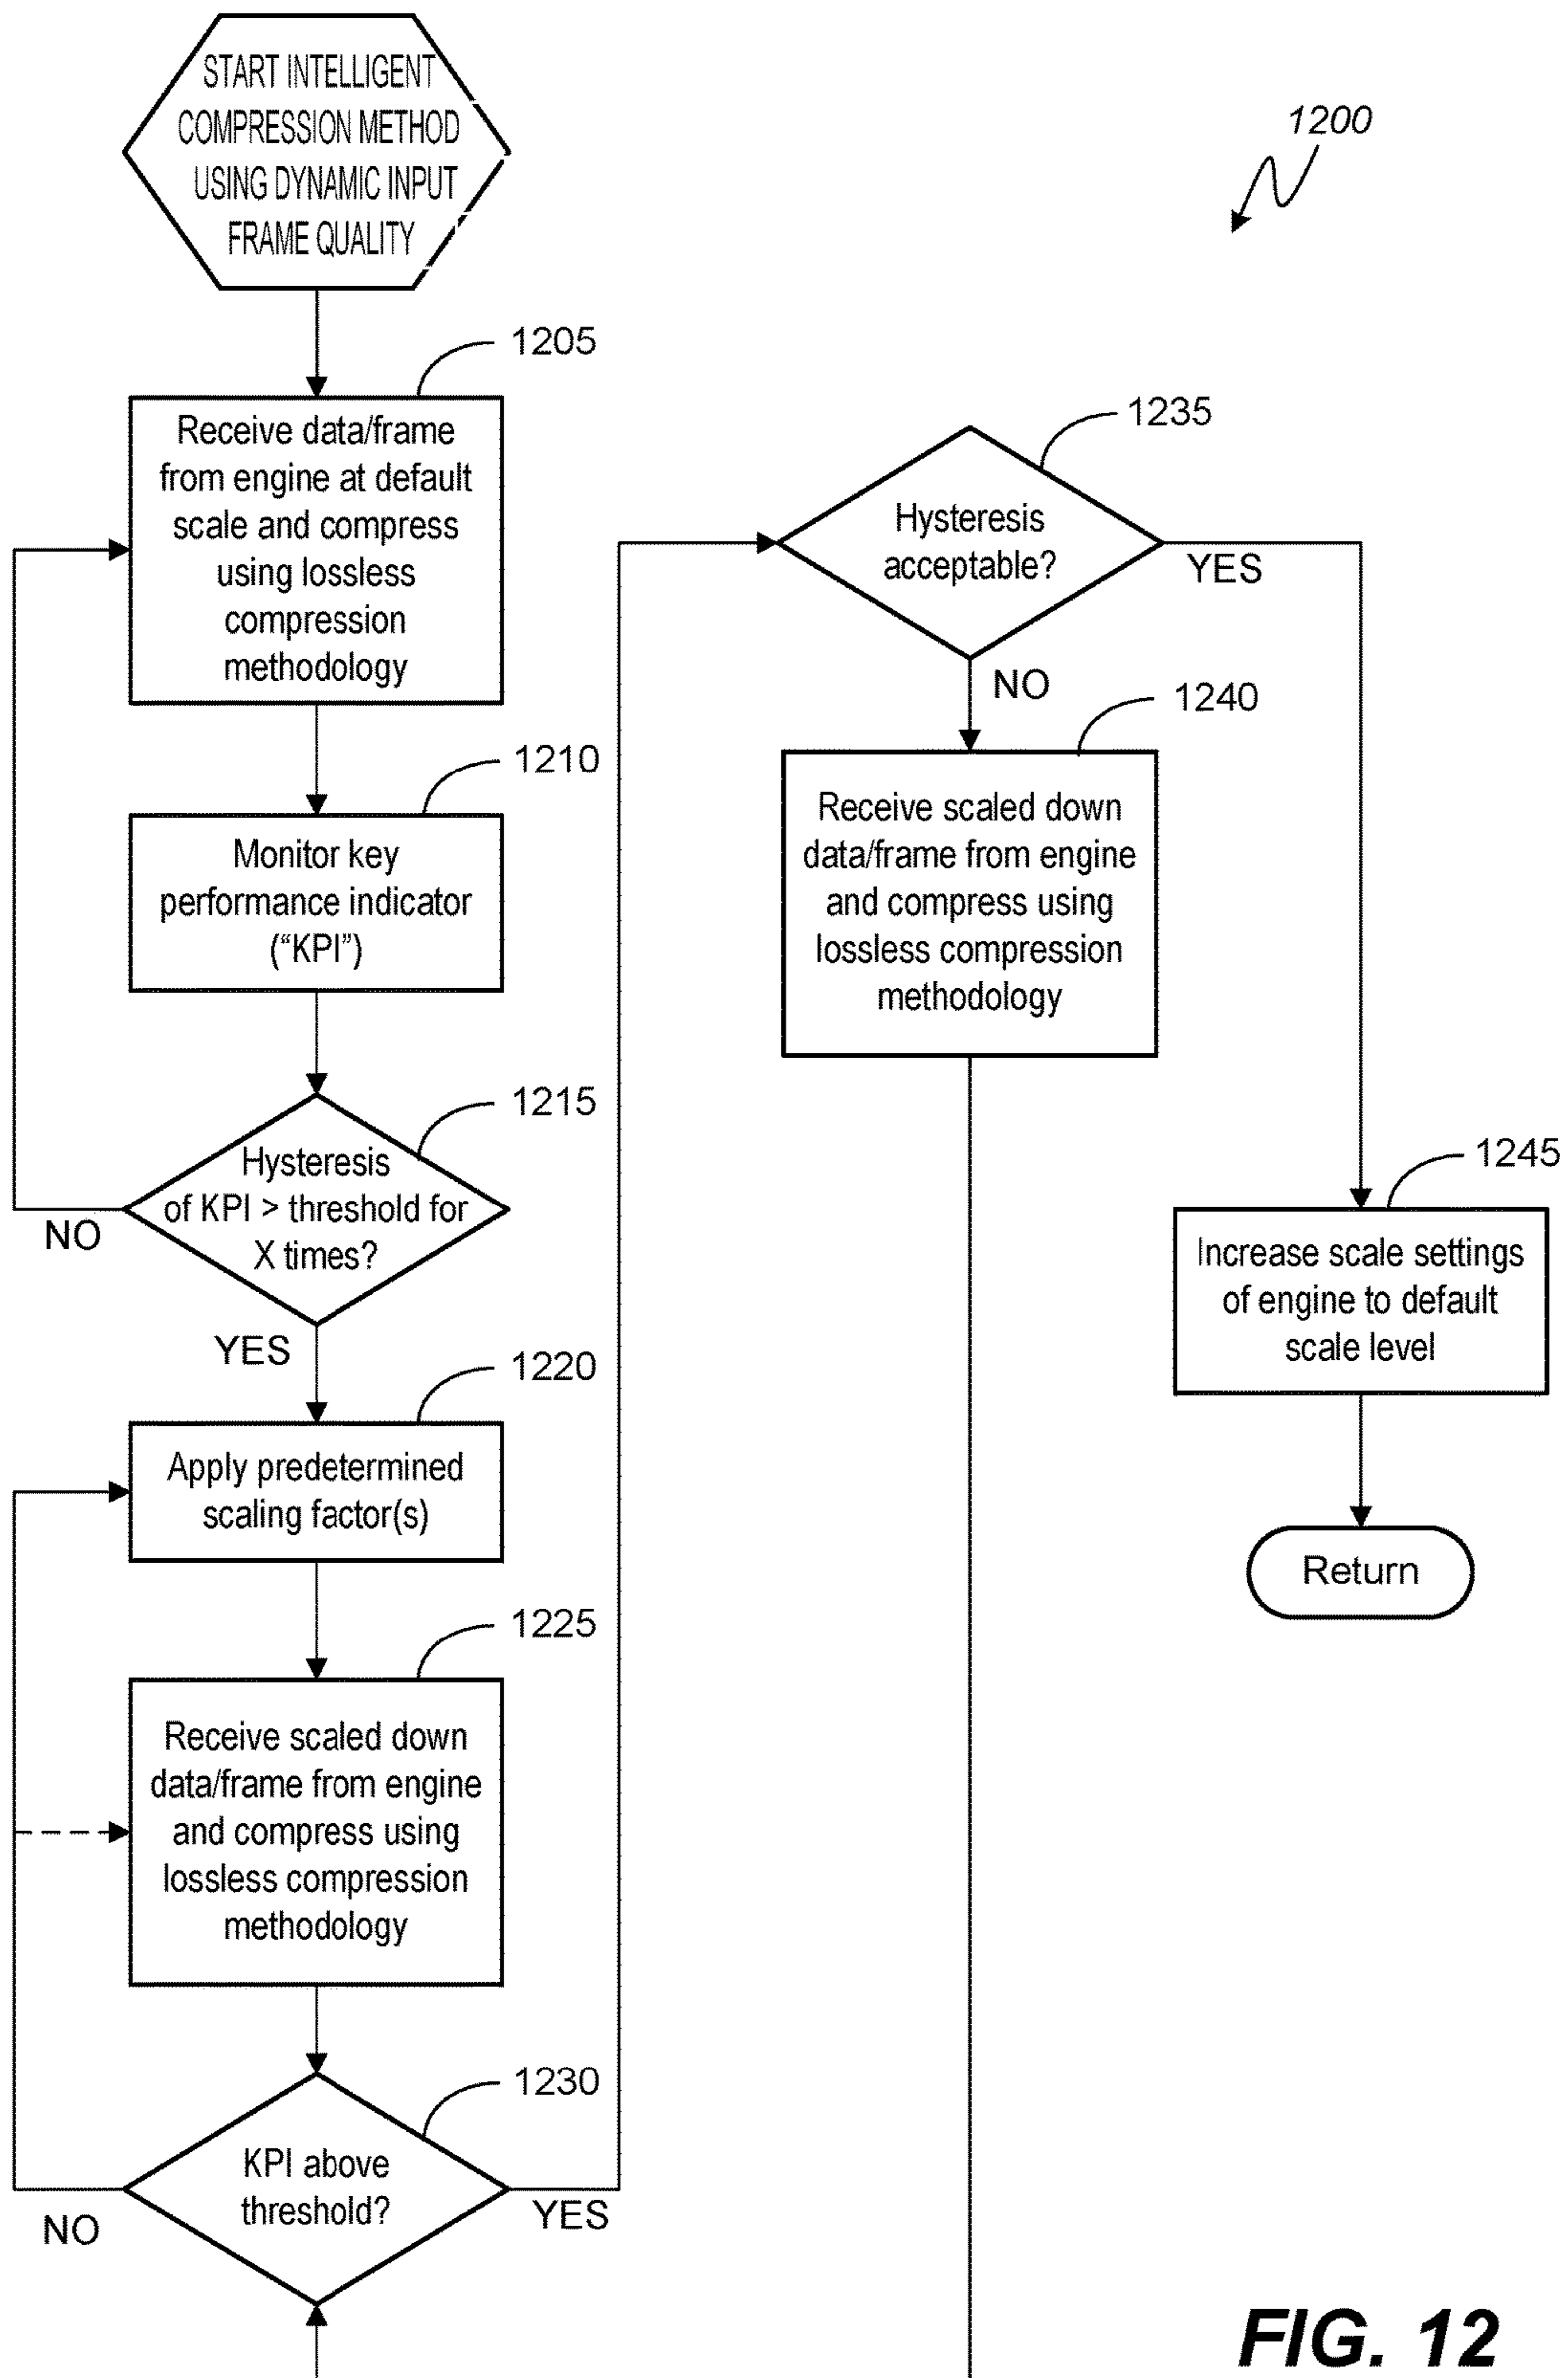 START INTELLIGENT
COMPRESSION METHOD
USING DYNAMIC INPUT
FRAME QUALITY
1200
1205
Receive data/frame
from engine at default
scale and compress
using lossless
compression
methodology
1210
Monitor key
performance indicator
(“KPI”)
1215
Hysteresis
of KPI > threshold for
X times?
NO
YES
1220
Apply predetermined
scaling factor(s)
1225
Receive scaled down
data/frame from engine
and compress using
lossless compression
methodology
1230
KPI above
threshold?
NO
YES
1235
Hysteresis
acceptable?
YES
NO
1240
Receive scaled down
data/frame from engine
and compress using
lossless compression
methodology
1245
Increase scale settings
of engine to default
scale level
Return
FIG. 12